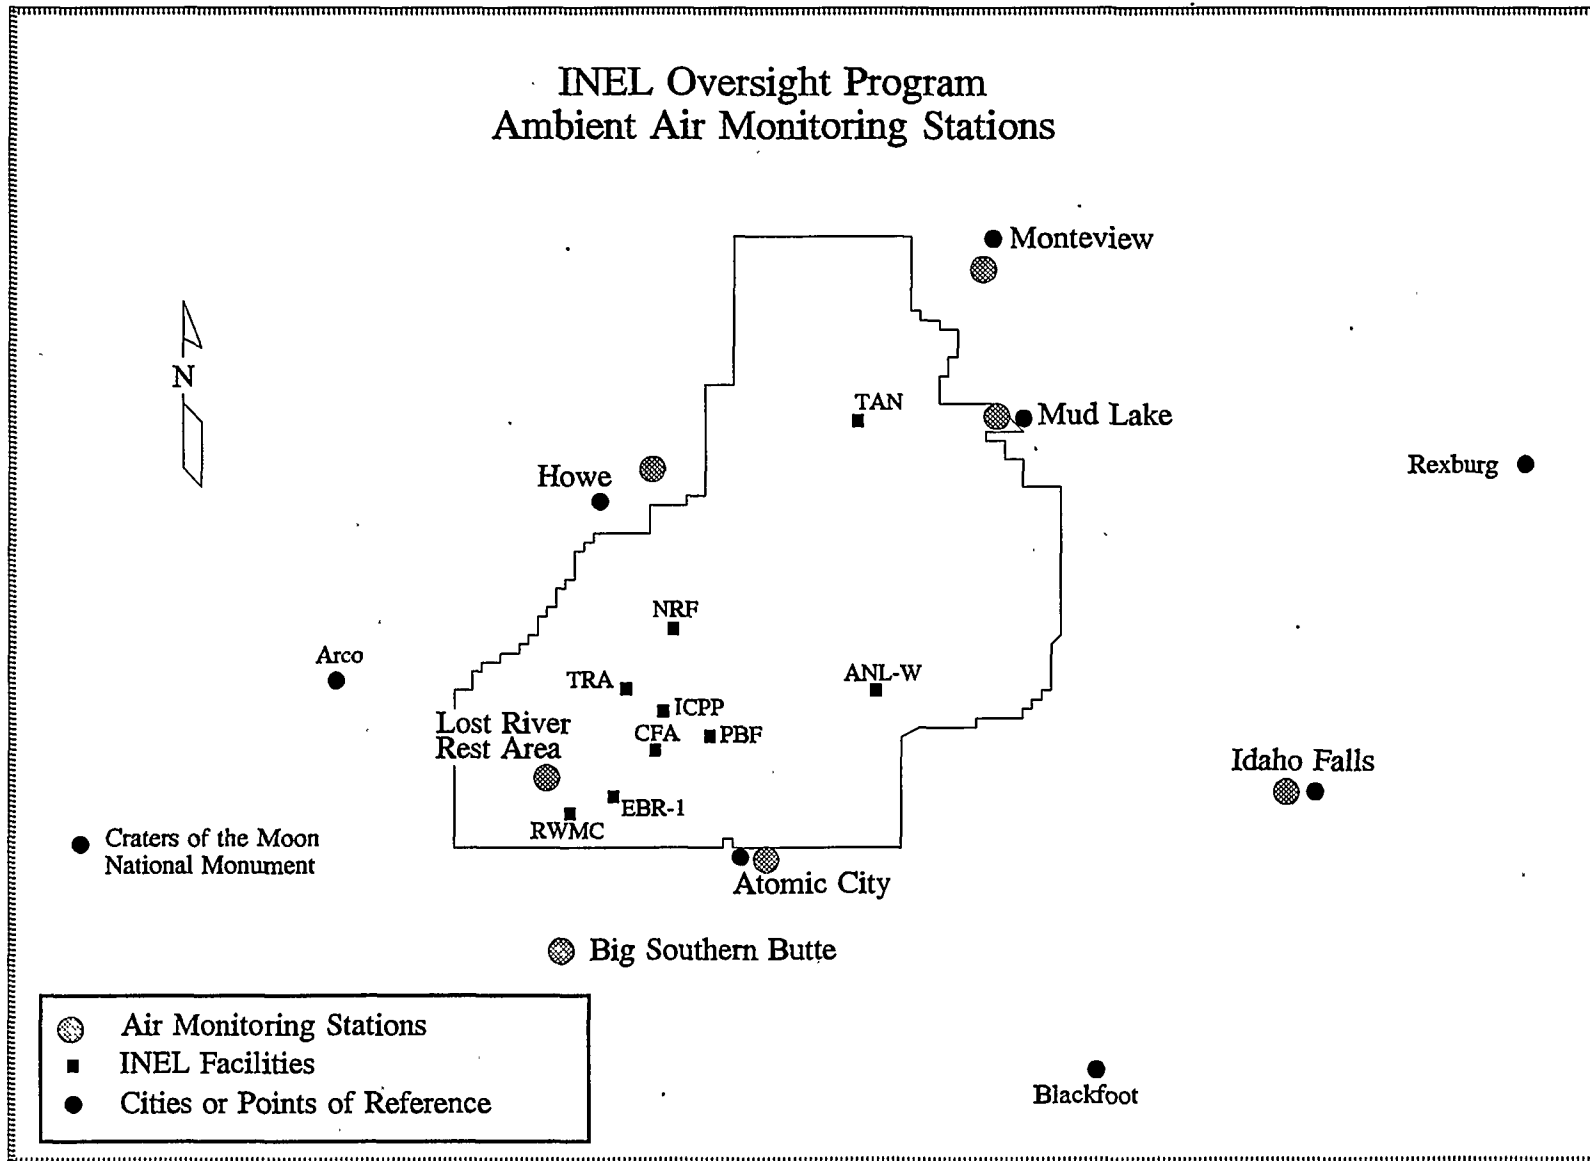 INEL Oversight Program
Ambient Air Monitoring Stations
Monteview
N
TAN
Mud Lake
Howe
Rexburg
NRF
Arco
TRA
ANL-W
ICPP
Lost River
Rest Area
CFA
PBF
Idaho Falls
EBR-1
RWMC
Craters of the Moon
National Monument
Atomic City
Big Southern Butte
Air Monitoring Stations
INEL Facilities
Cities or Points of Reference
Blackfoot